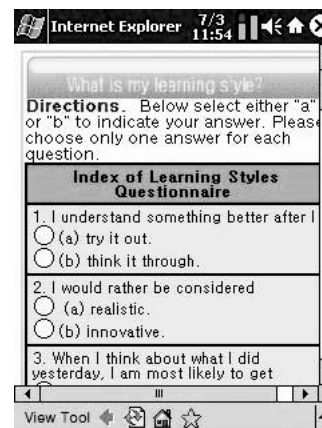 Internet Explorer 7/3 11:54
What is my learning style?
Directions. Below select either "a"
or "b" to indicate your answer. Please
choose only one answer for each
question.
Index of Learning Styles
Questionnaire
1. I understand something better after I
(a) try it out.
(b) think it through.
2. I would rather be considered
(a) realistic.
(b) innovative.
3. When I think about what I did
yesterday, I am most likely to get
View Tool